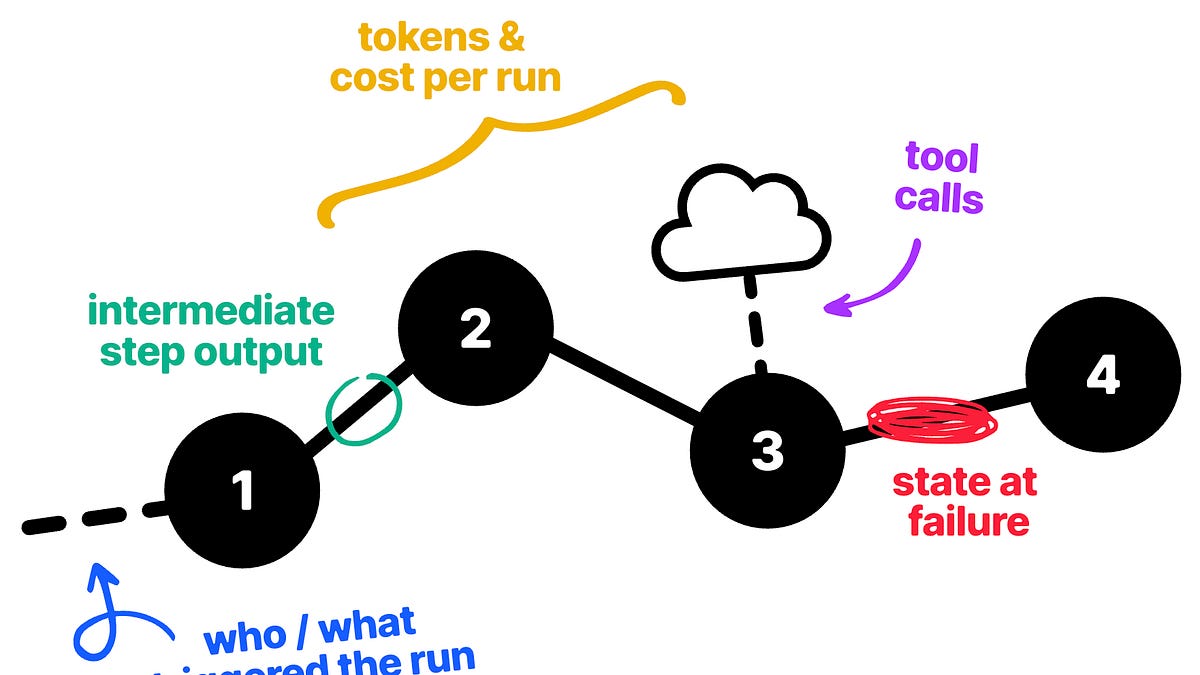 tokens &
cost per run
tool
calls
intermediate
step output
2
4
3
1
state at
failure
who / what
triggered the run